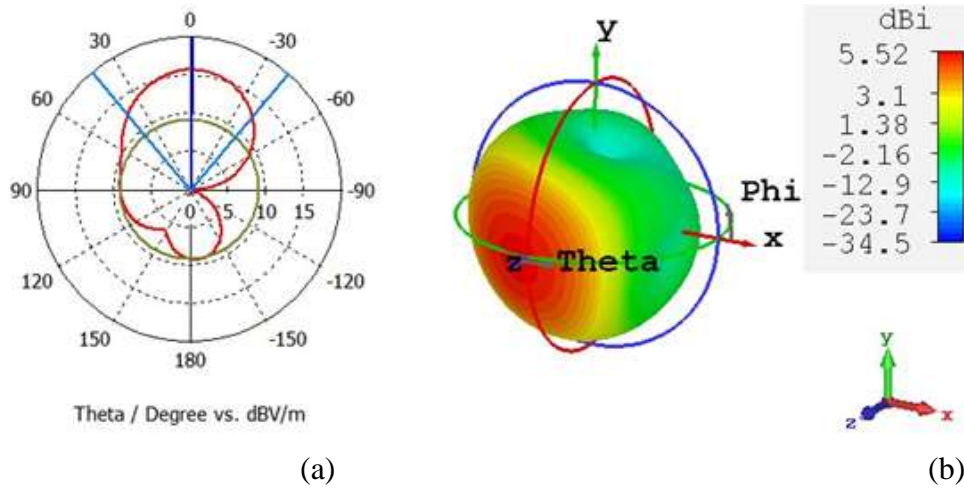 0
30
-30
60
-60
90
-90
0 5 10 15
120
-120
150
-150
180
Theta / Degree vs. dBV/m
(a)
y
Phi
x
z Theta
dBi
5.52
3.1
1.38
-2.16
-12.9
-23.7
-34.5
y
z
x
(b)